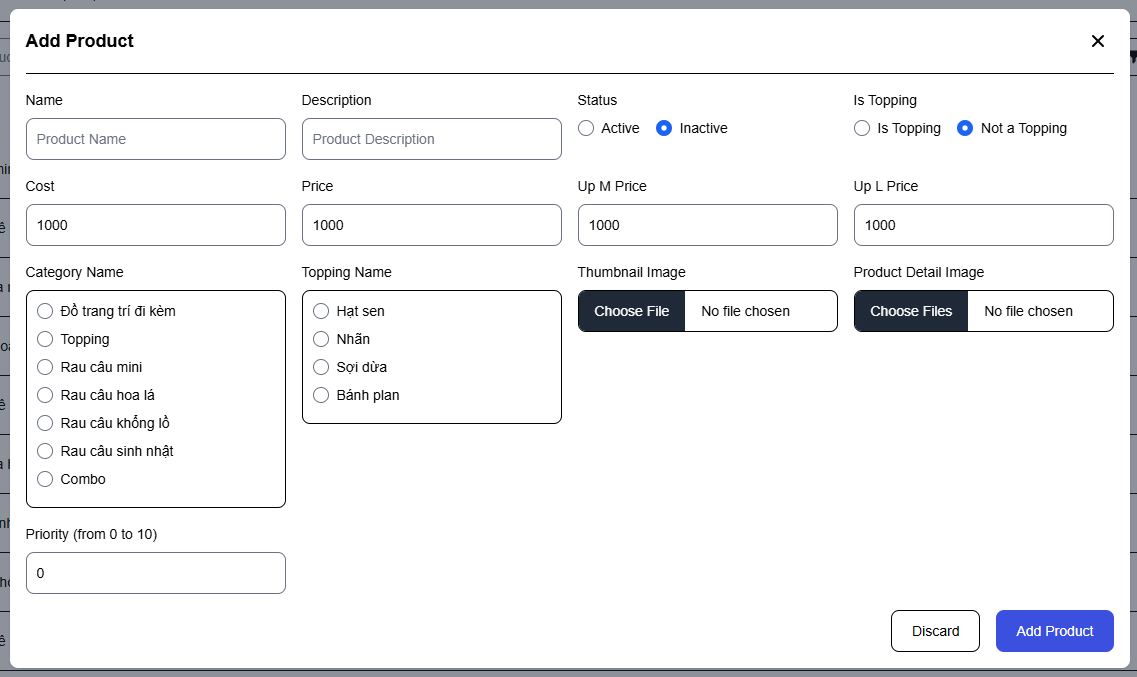 Add Product
Name
Description
Status
Is Topping
Product Name
Product Description
Active
Inactive
Is Topping
Not a Topping
Cost
Price
Up M Price
Up L Price
1000
1000
1000
1000
Category Name
Topping Name
Thumbnail Image
Product Detail Image
Đồ trang trí đi kèm
Topping
Rau câu mini
Rau câu hoa lá
Rau câu khổng lồ
Rau câu sinh nhật
Combo
Hạt sen
Nhãn
Sợi dừa
Bánh plan
Choose File
No file chosen
Choose Files
No file chosen
Priority (from 0 to 10)
0
Discard
Add Product